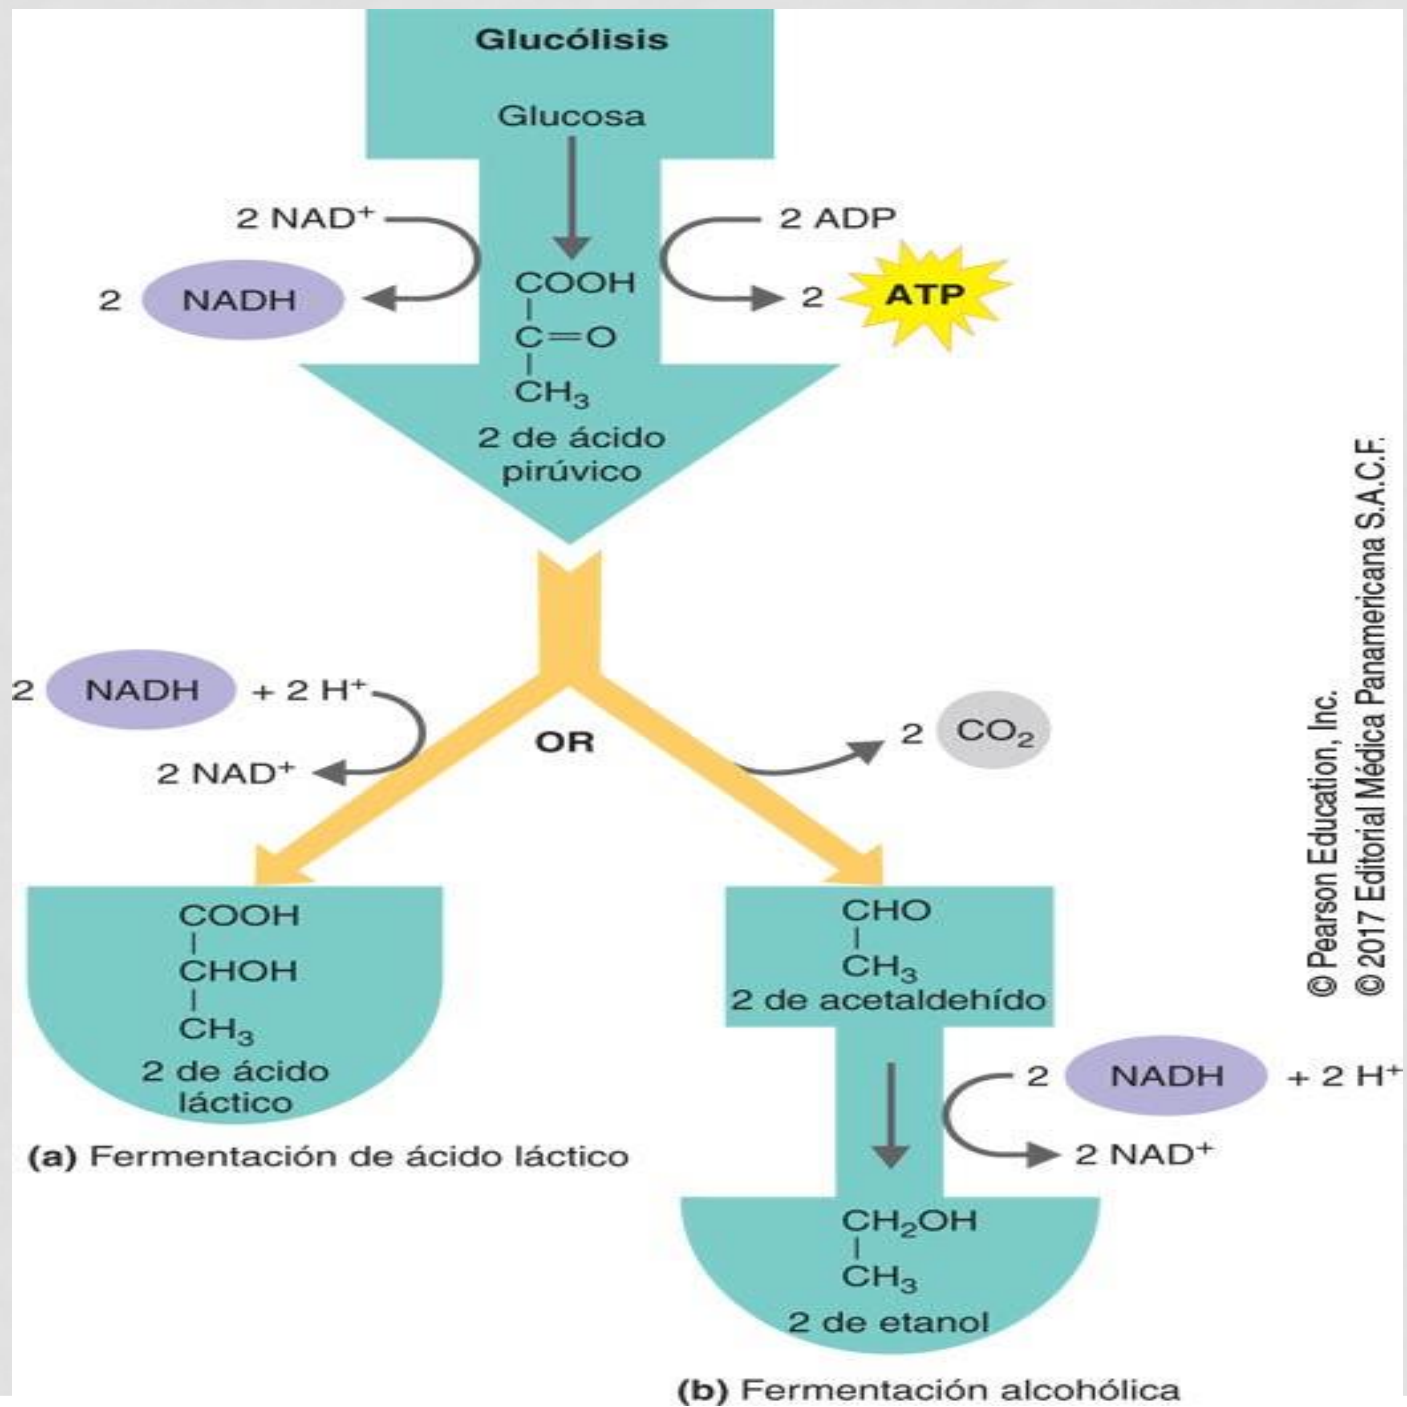 Glucólisis
Glucosa
2 NAD⁺
2 ADP
2 NADH
2 ATP
COOH
C=O
CH₃
2 de ácido
pirúvico
2 NADH + 2 H⁺
2 NAD⁺
OR
2 CO₂
COOH
CHOH
CH₃
2 de ácido
láctico
(a) Fermentación de ácido láctico
CHO
CH₃
2 de acetaldehído
2 NADH + 2 H⁺
2 NAD⁺
CH₂OH
CH₃
2 de etanol
(b) Fermentación alcohólica
© Pearson Education, Inc.
© 2017 Editorial Médica Panamericana S.A.C.F.